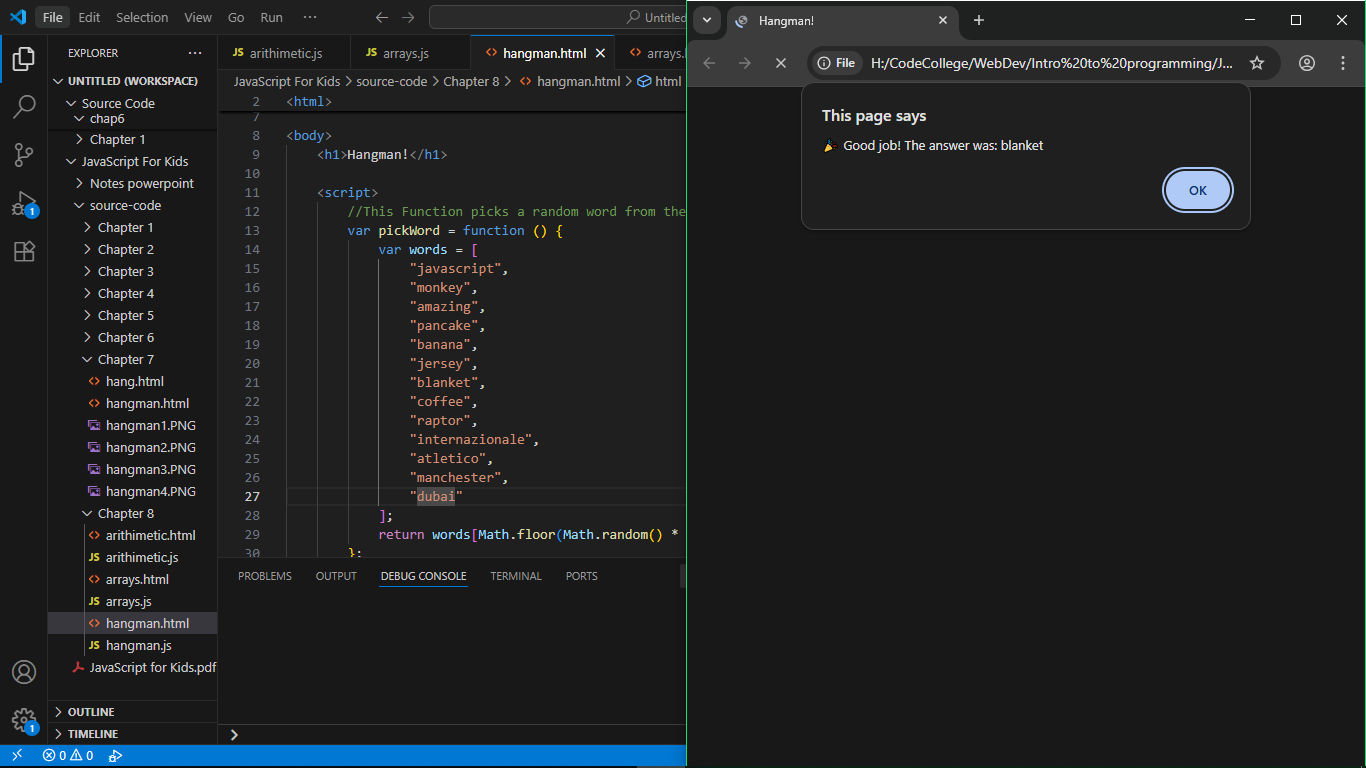 File Edit Selection View Go Run ··· Untitled
EXPLORER ···
UNTITLED (WORKSPACE)
Source Code
chap6
Chapter 1
JavaScript For Kids
Notes powerpoint
source-code
Chapter 1
Chapter 2
Chapter 3
Chapter 4
Chapter 5
Chapter 6
Chapter 7
hang.html
hangman.html
hangman1.PNG
hangman2.PNG
hangman3.PNG
hangman4.PNG
Chapter 8
arithimetic.html
JS arithimetic.js
arrays.html
JS arrays.js
hangman.html
JS hangman.js
JavaScript for Kids.pdf
OUTLINE
TIMELINE
1
1
JS arithimetic.js JS arrays.js <> hangman.html <> arrays.
JavaScript For Kids > source-code > Chapter 8 > <> hangman.html > html
2 <html>
7
8 <body>
9 <h1>Hangman!</h1>
10
11 <script>
12 //This Function picks a random word from the
13 var pickWord = function () {
14 var words = [
15 "javascript",
16 "monkey",
17 "amazing",
18 "pancake",
19 "banana",
20 "jersey",
21 "blanket",
22 "coffee",
23 "raptor",
24 "internazionale",
25 "atletico",
26 "manchester",
27 "dubai"
28 ];
29 return words[Math.floor(Math.random() *
30 };
PROBLEMS OUTPUT DEBUG CONSOLE TERMINAL PORTS
0 0
Hangman!
File H:/CodeCollege/WebDev/Intro%20to%20programming/J...
This page says
🎉 Good job! The answer was: blanket
OK